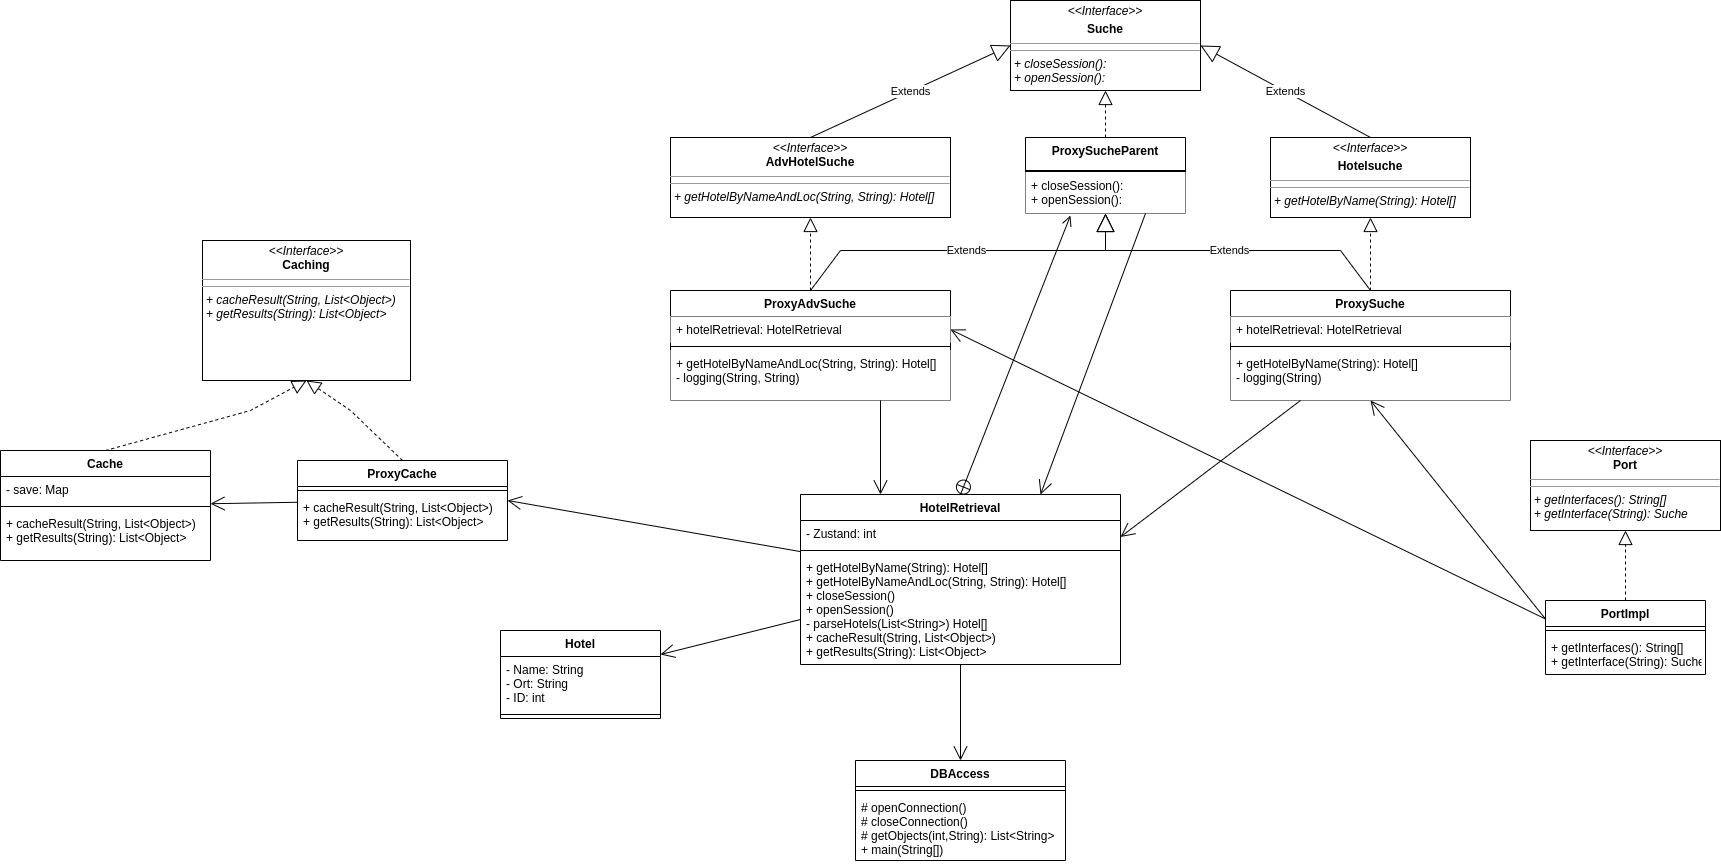 <<Interface>>
Suche
+ closeSession():
+ openSession():
Extends
Extends
<<Interface>>
AdvHotelSuche
+ getHotelByNameAndLoc(String, String): Hotel[]
ProxySucheParent
+ closeSession():
+ openSession():
<<Interface>>
Hotelsuche
+ getHotelByName(String): Hotel[]
Extends
Extends
<<Interface>>
Caching
+ cacheResult(String, List<Object>)
+ getResults(String): List<Object>
ProxyAdvSuche
+ hotelRetrieval: HotelRetrieval
+ getHotelByNameAndLoc(String, String): Hotel[]
- logging(String, String)
ProxySuche
+ hotelRetrieval: HotelRetrieval
+ getHotelByName(String): Hotel[]
- logging(String)
Cache
- save: Map
+ cacheResult(String, List<Object>)
+ getResults(String): List<Object>
ProxyCache
+ cacheResult(String, List<Object>)
+ getResults(String): List<Object>
HotelRetrieval
- Zustand: int
+ getHotelByName(String): Hotel[]
+ getHotelByNameAndLoc(String, String): Hotel[]
+ closeSession()
+ openSession()
- parseHotels(List<String>) Hotel[]
+ cacheResult(String, List<Object>)
+ getResults(String): List<Object>
<<Interface>>
Port
+ getInterfaces(): String[]
+ getInterface(String): Suche
PortImpl
+ getInterfaces(): String[]
+ getInterface(String): Suche
Hotel
- Name: String
- Ort: String
- ID: int
DBAccess
# openConnection()
# closeConnection()
# getObjects(int,String): List<String>
+ main(String[])